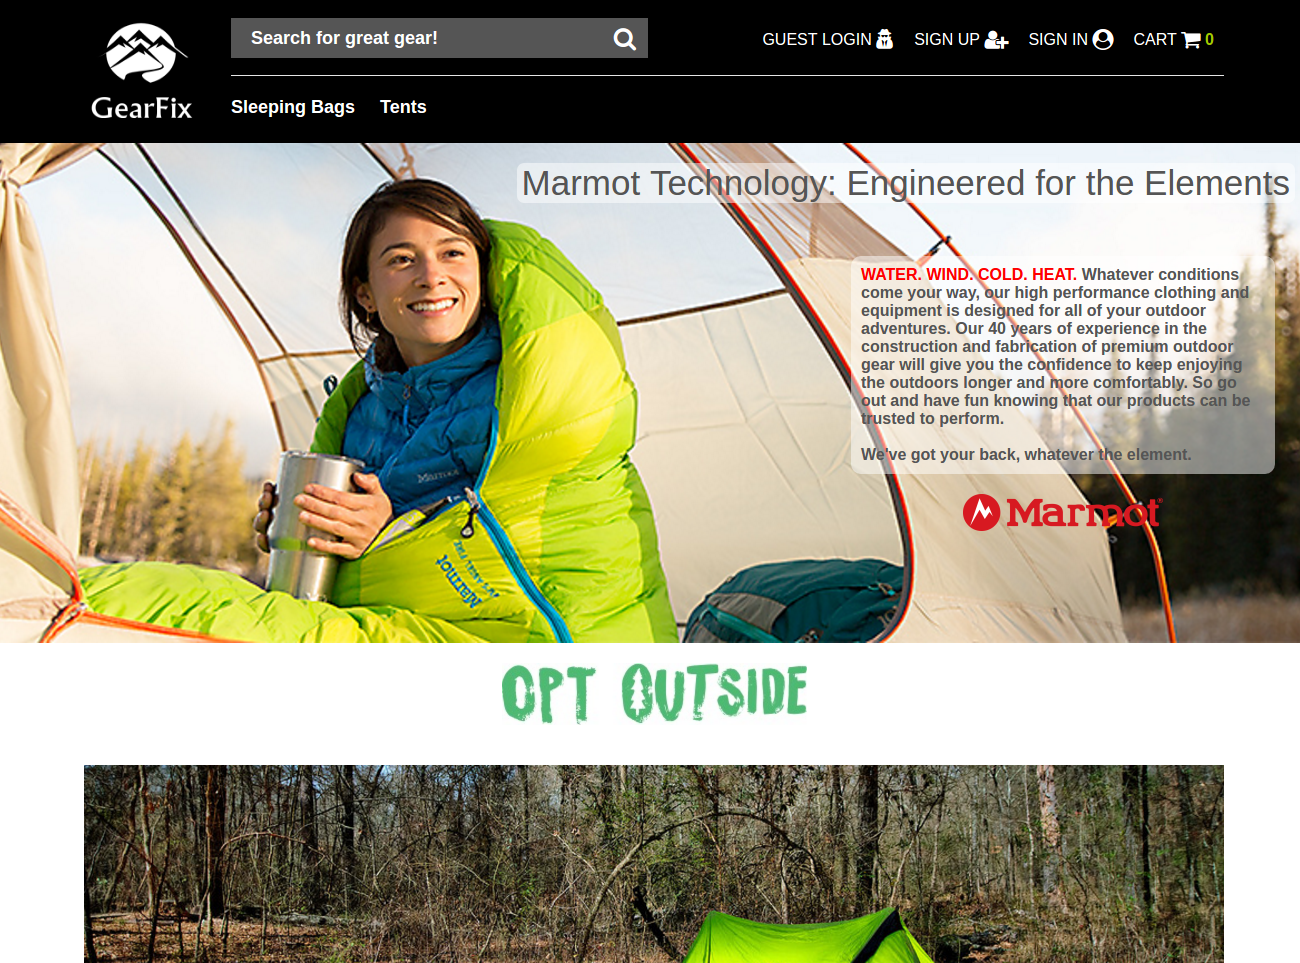 Search for great gear!
GUEST LOGIN
SIGN UP
SIGN IN
CART 0
GearFix
Sleeping Bags
Tents
Marmot Technology: Engineered for the Elements
WATER. WIND. COLD. HEAT. Whatever conditions
come your way, our high performance clothing and
equipment is designed for all of your outdoor
adventures. Our 40 years of experience in the
construction and fabrication of premium outdoor
gear will give you the confidence to keep enjoying
the outdoors longer and more comfortably. So go
out and have fun knowing that our products can be
trusted to perform.
We've got your back, whatever the element.
Marmot
Marmot
Marmot
OPT OUTSIDE